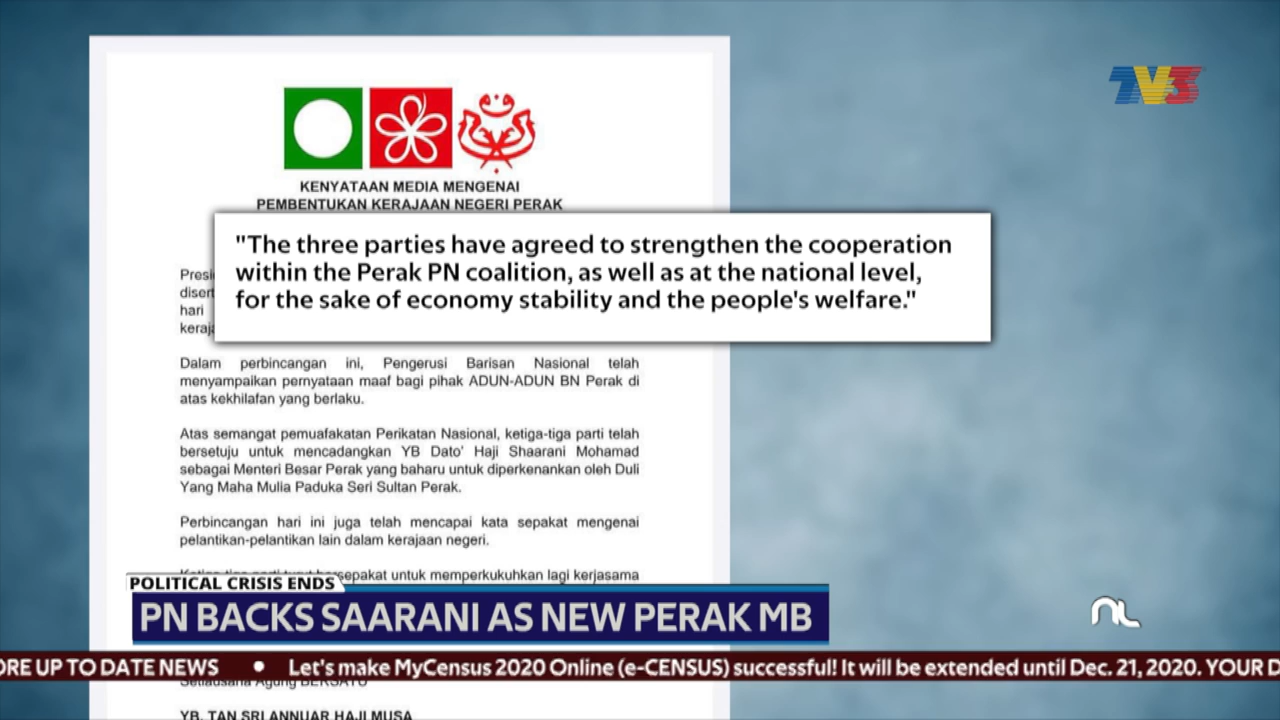 TV3
KENYATAAN MEDIA MENGENAI
PEMBENTUKAN KERAJAAN NEGERI PERAK
"The three parties have agreed to strengthen the cooperation
within the Perak PN coalition, as well as at the national level,
for the sake of economy stability and the people's welfare."
hari
Dalam perbincangan ini, Pengerusi Barisan Nasional telah
menyampaikan pernyataan maaf bagi pihak ADUN-ADUN BN Perak di
atas kekhilafan yang berlaku.
Atas semangat pemuafakatan Perikatan Nasional, ketiga-tiga parti telah
bersetuju untuk mencadangkan YB Dato' Haji Shaarani Mohamad
sebagai Menteri Besar Perak yang baharu untuk diperkenankan oleh Duli
Yang Maha Mulia Paduka Seri Sultan Perak.
Perbincangan hari ini juga telah mencapai kata sepakat mengenai
pelantikan-pelantikan lain dalam kerajaan negeri.
bersepakat untuk memperkukuhkan lagi kerjasama
POLITICAL CRISIS ENDS
PN BACKS SAARANI AS NEW PERAK MB
NL
ORE UP TO DATE NEWS • Let's make MyCensus 2020 Online (e-CENSUS) successful! It will be extended until Dec. 21, 2020. YOUR D
Setiausaha Agung BERSATU
YB. TAN SRI ANNUAR HAJI MUSA